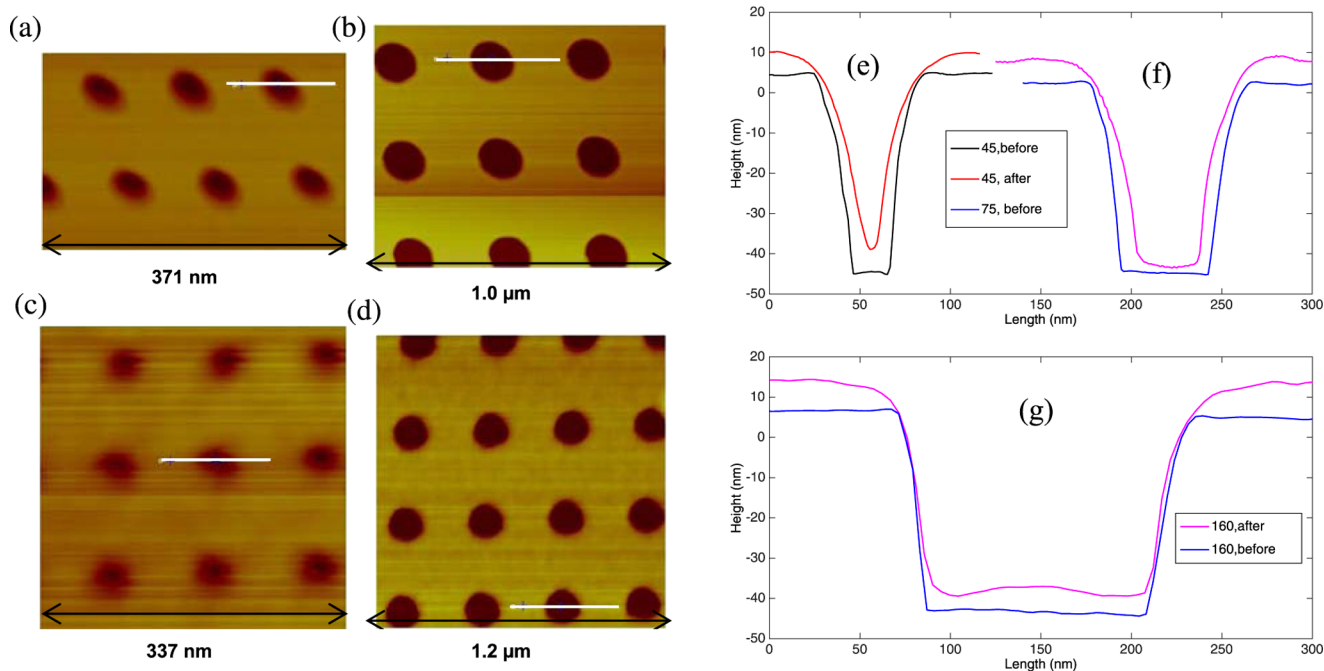 (a)
371 nm
(b)
1.0 µm
(c)
337 nm
(d)
1.2 µm
20
10
0
-10
-20
-30
-40
-50
Height (nm)
(e)
(f)
45,before
45, after
75, before
0 50 100 150 200 250 300
Length (nm)
20
10
0
-10
-20
-30
-40
-50
Height (nm)
(g)
160,after
160,before
0 50 100 150 200 250 300
Length (nm)